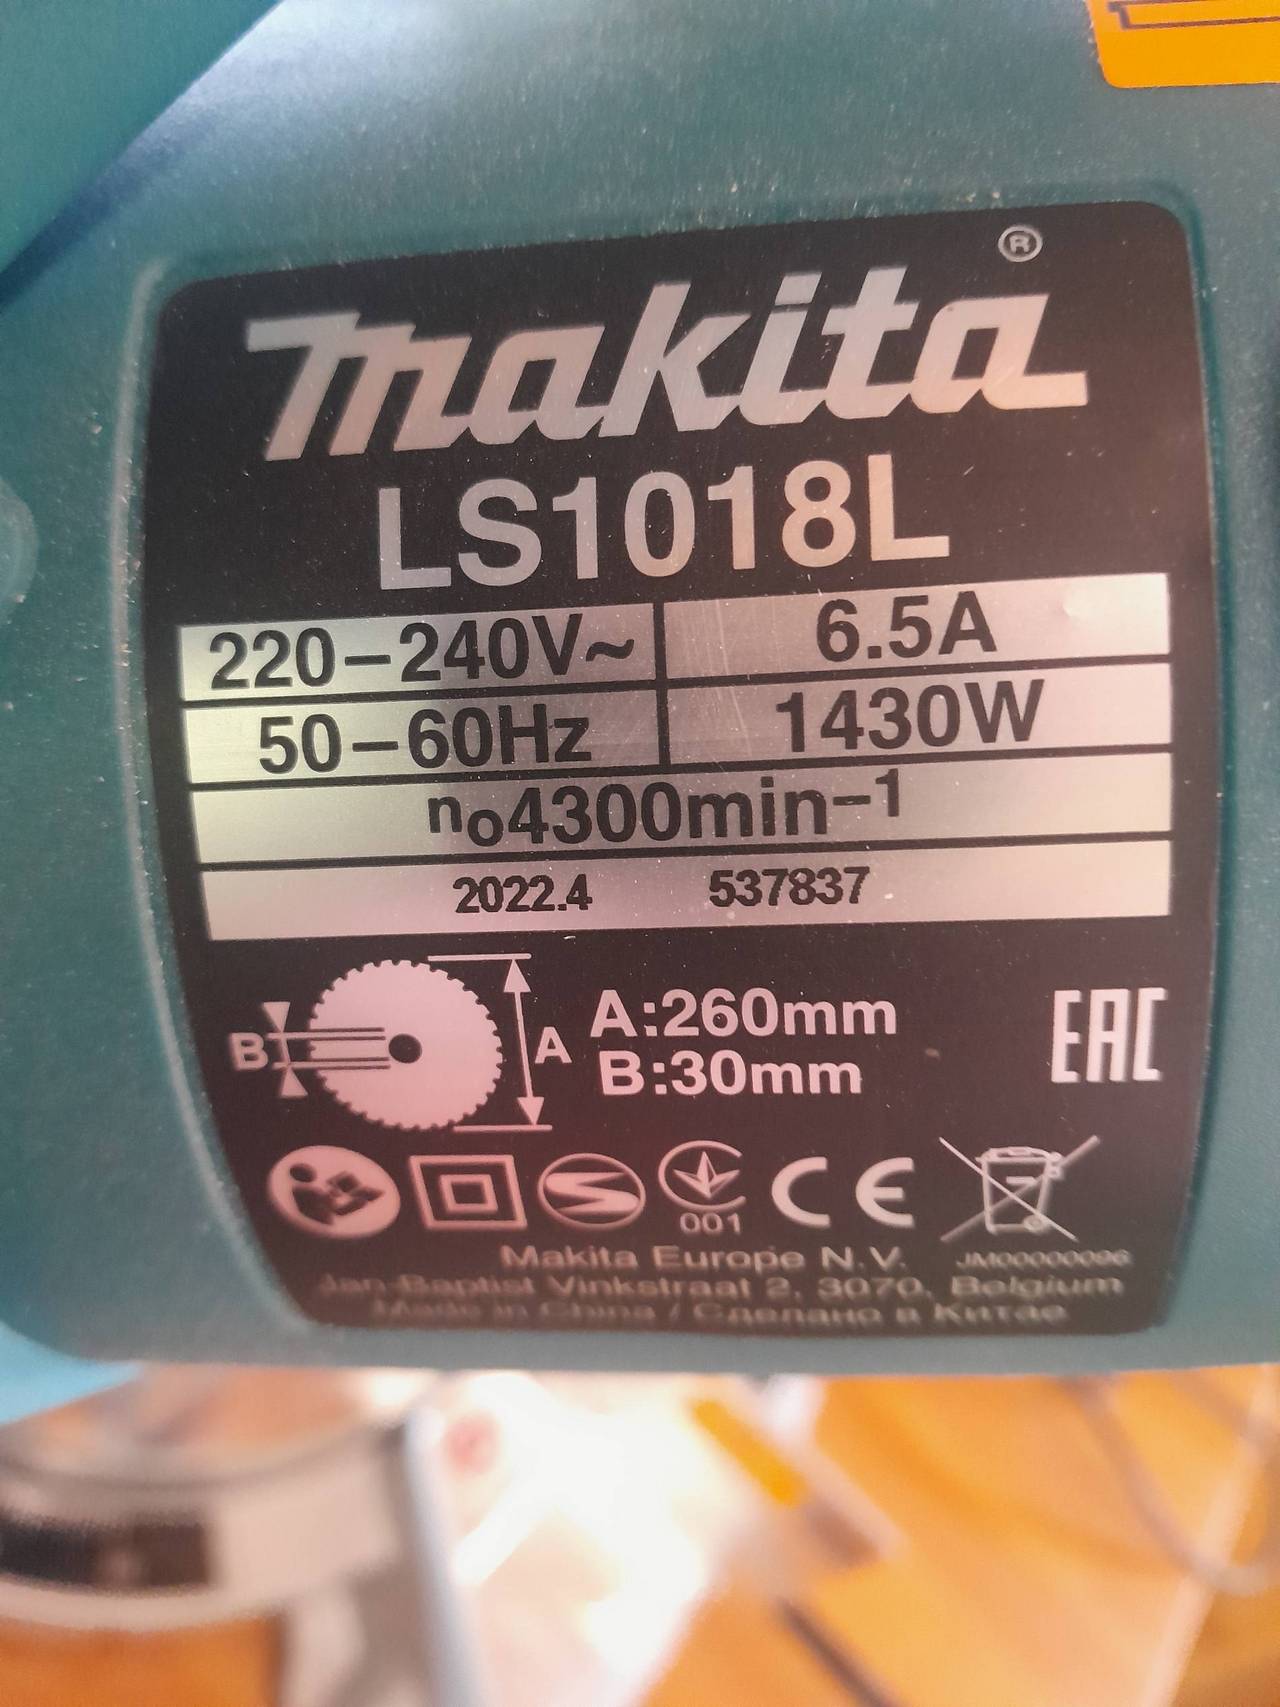 makita®
LS1018L
220–240V~ 6.5A
50–60Hz 1430W
no4300min-1
2022.4 537837
B A A:260mm
B:30mm
EAC
001
CE
Makita Europe N.V. JM00000096
Jan-Baptist Vinkstraat 2, 3070, Belgium
Made in China / Сделано в Китае